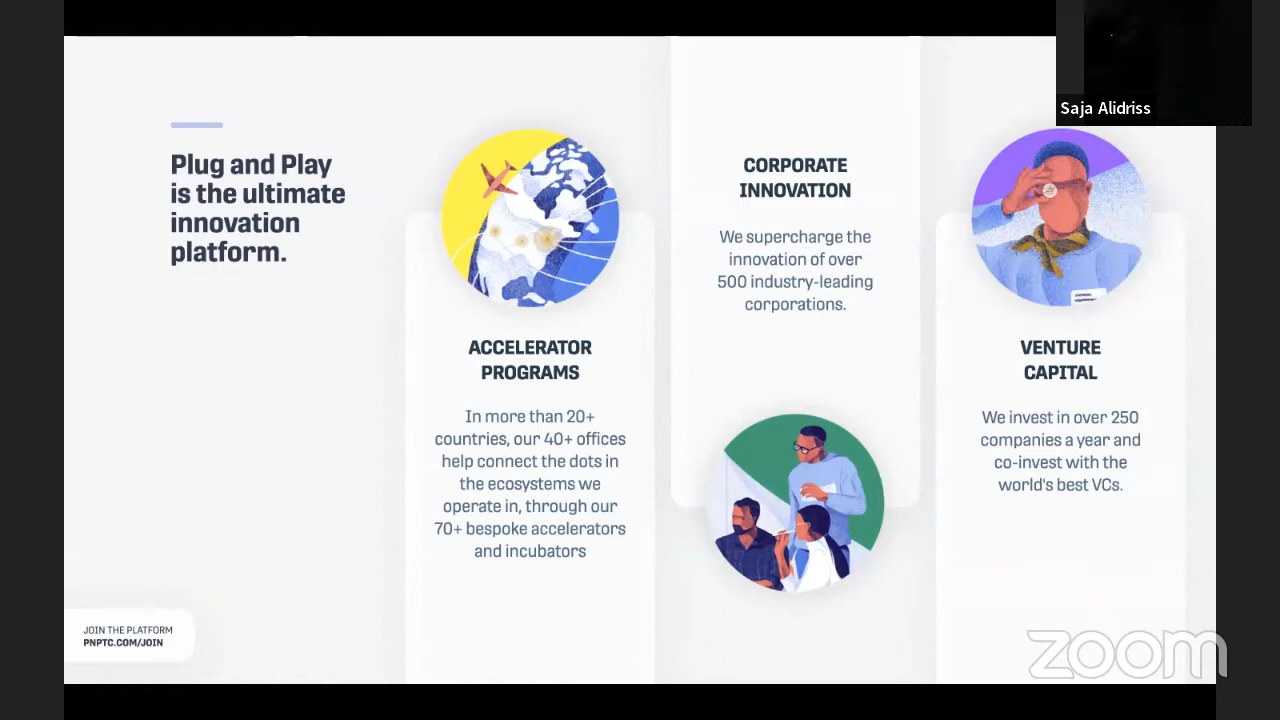 Saja Alidriss
Plug and Play
is the ultimate
innovation
platform.
ACCELERATOR
PROGRAMS
In more than 20+
countries, our 40+ offices
help connect the dots in
the ecosystems we
operate in, through our
70+ bespoke accelerators
and incubators
CORPORATE
INNOVATION
We supercharge the
innovation of over
500 industry-leading
corporations.
VENTURE
CAPITAL
We invest in over 250
companies a year and
co-invest with the
world's best VCs.
JOIN THE PLATFORM
PNPTC.COM/JOIN
zoom